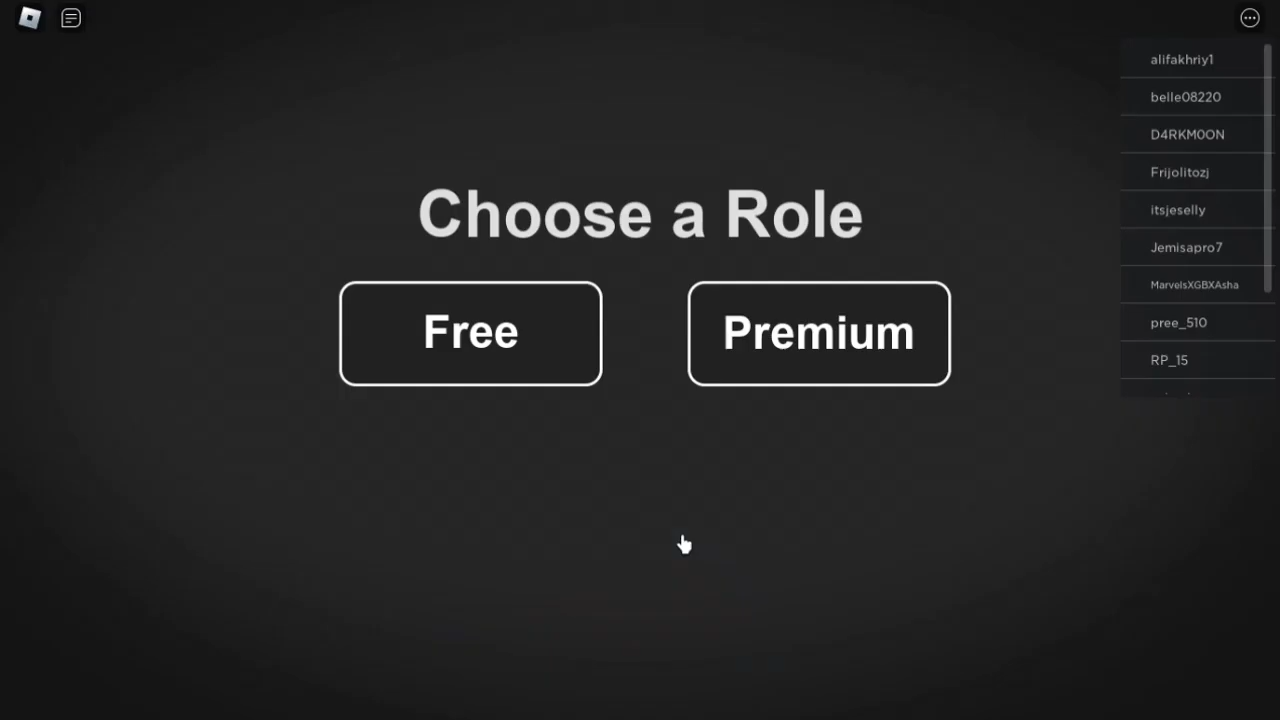 Choose a Role
Free
Premium
alifakhriy1
belle08220
D4RKM0ON
Frijolitozj
itsjeselly
Jemisapro7
MarvelsXGBXAsha
pree_510
RP_15